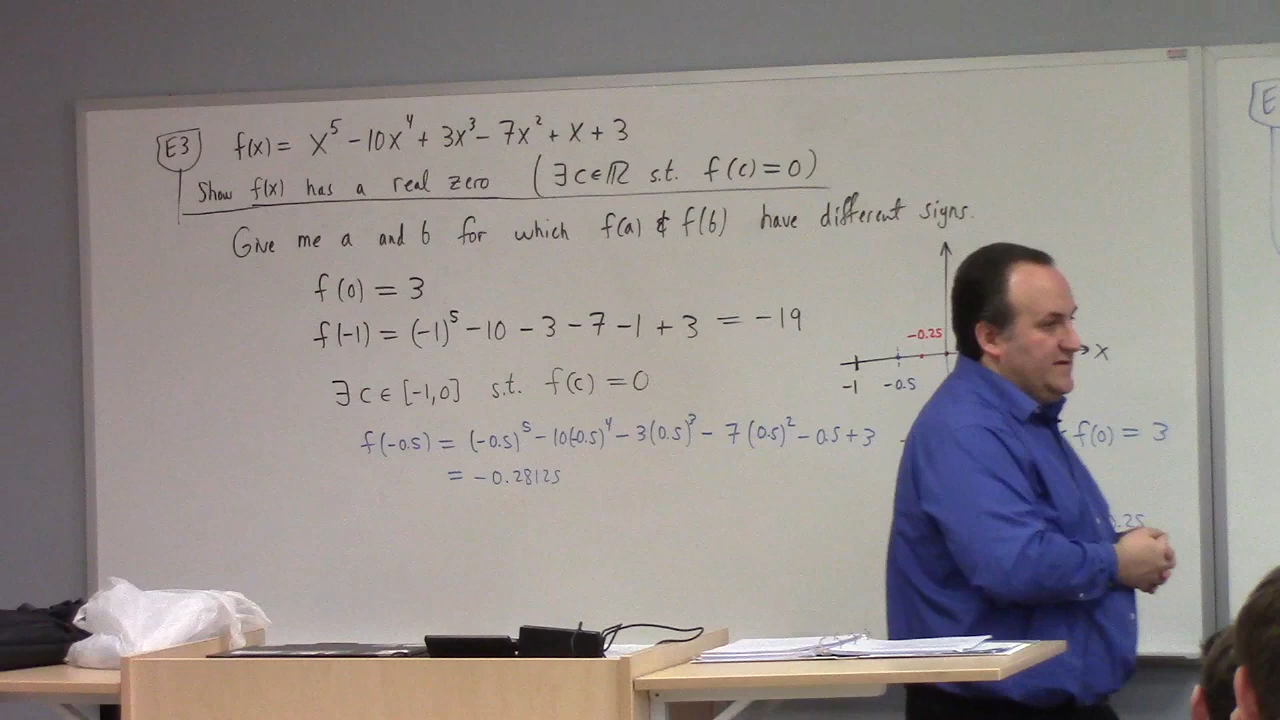 E3 f(x) = x⁵ - 10x⁴ + 3x³ - 7x² + x + 3
Show f(x) has a real zero (∃ c ∈ ℝ s.t. f(c) = 0)
Give me a and b for which f(a) & f(b) have different signs.
f(0) = 3
f(-1) = (-1)⁵ - 10 - 3 - 7 - 1 + 3 = -19
-0.25
x
-1 -0.5
∃ c ∈ [-1,0] s.t. f(c) = 0
f(-0.5) = (-0.5)⁵ - 10(-0.5)⁴ - 3(0.5)³ - 7(0.5)² - 0.5 + 3
f(0) = 3
= -0.28125
.25
E